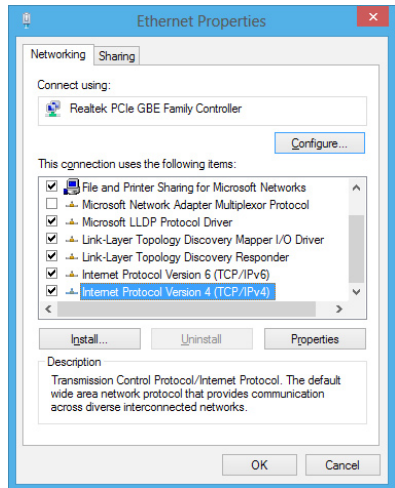 Ethernet Properties
Networking
Sharing
Connect using:
Realtek PCIe GBE Family Controller
Configure...
This connection uses the following items:
File and Printer Sharing for Microsoft Networks
Microsoft Network Adapter Multiplexor Protocol
Microsoft LLDP Protocol Driver
Link-Layer Topology Discovery Mapper I/O Driver
Link-Layer Topology Discovery Responder
Internet Protocol Version 6 (TCP/IPv6)
Internet Protocol Version 4 (TCP/IPv4)
Install...
Uninstall
Properties
Description
Transmission Control Protocol/Internet Protocol. The default
wide area network protocol that provides communication
across diverse interconnected networks.
OK
Cancel